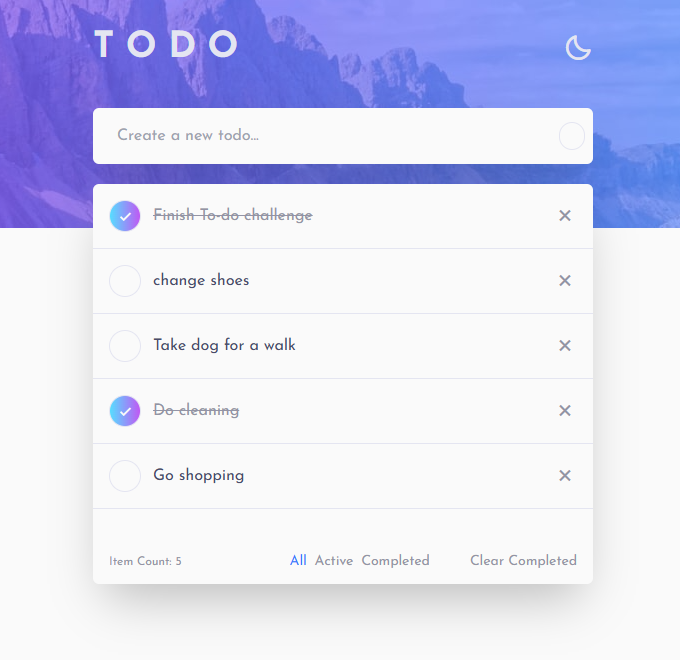 TODO
Create a new todo...
Finish To-do challenge
change shoes
Take dog for a walk
Do cleaning
Go shopping
Item Count: 5 All Active Completed Clear Completed